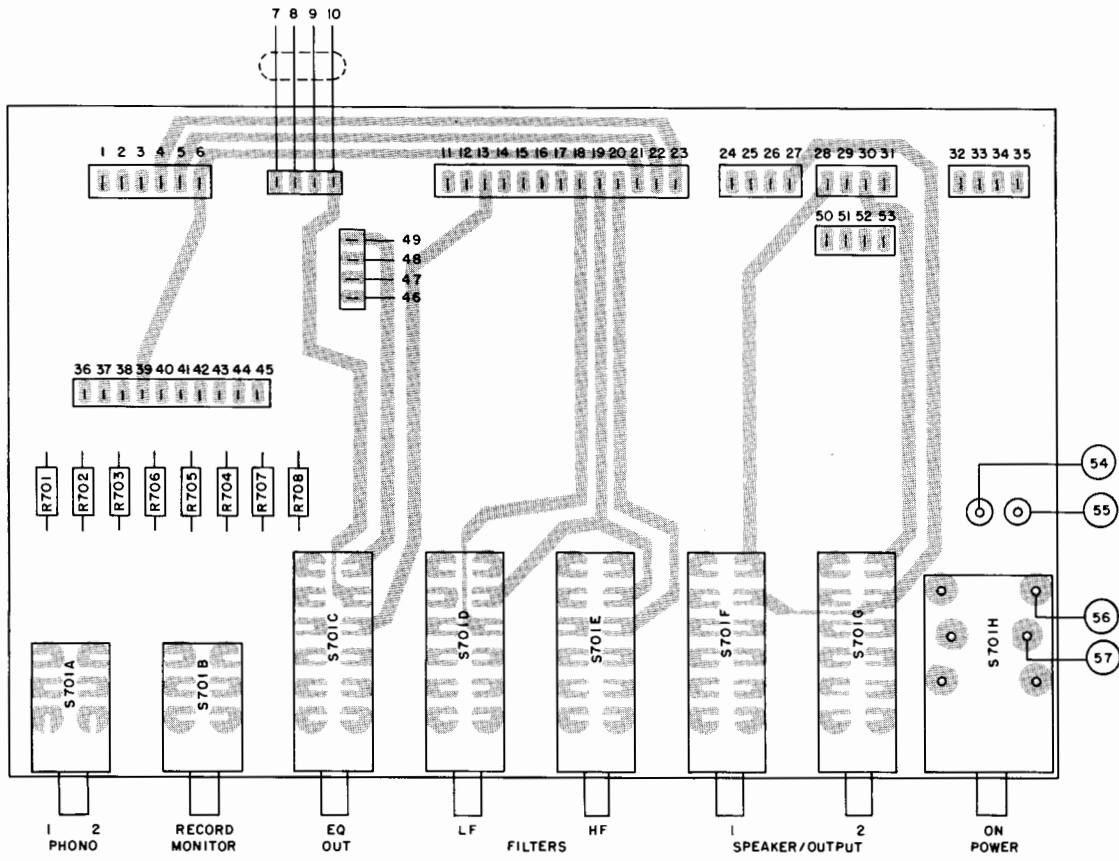 7 8 9 10
1 2 3 4 5 6
11 12 13 14 15 16 17 18 19 20 21 22 23
24 25 26 27
28 29 30 31
32 33 34 35
50 51 52 53
49
48
47
46
36 37 38 39 40 41 42 43 44 45
R701
R702
R703
R706
R705
R704
R707
R708
54
55
56
57
S701A
S701B
S701C
S701D
S701E
S701F
S701G
S701H
1 2
PHONO
RECORD
MONITOR
EQ
OUT
LF HF
FILTERS
1 2
SPEAKER/OUTPUT
ON
POWER